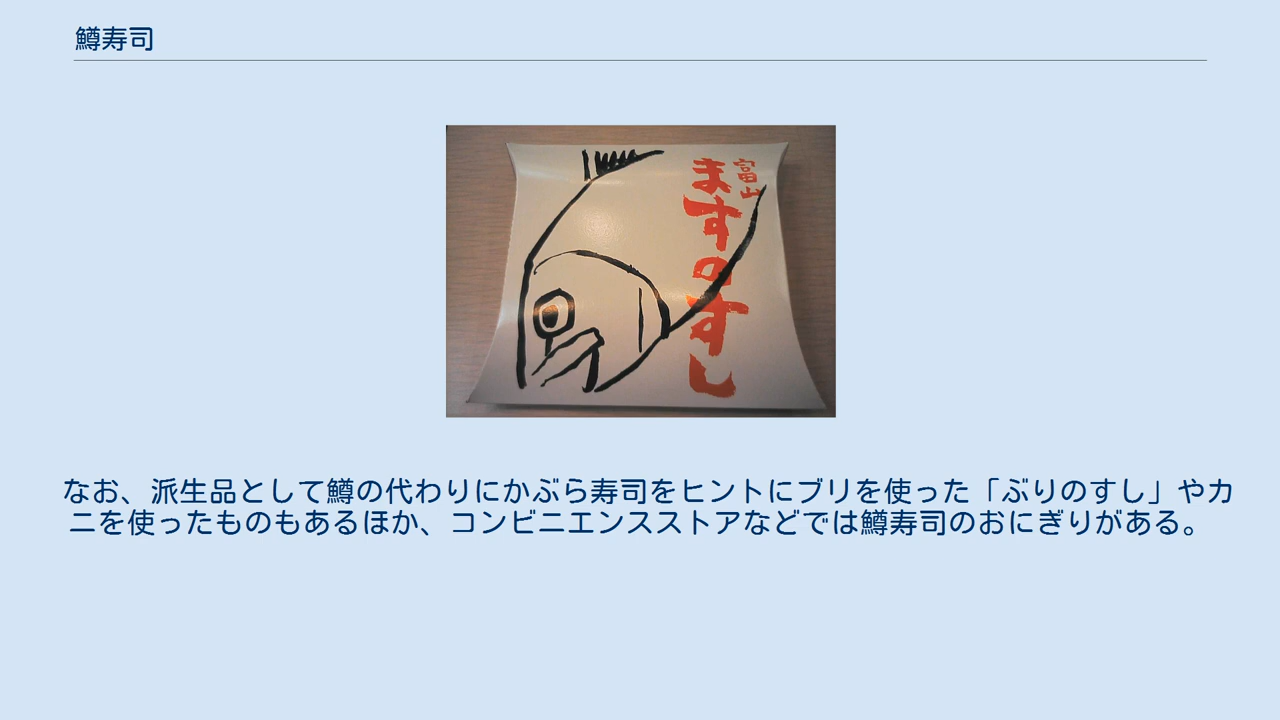 鱒寿司
富山
ますのすし
なお、派生品として鱒の代わりにかぶら寿司をヒントにブリを使った「ぶりのすし」やカ
ニを使ったものもあるほか、コンビニエンスストアなどでは鱒寿司のおにぎりがある。